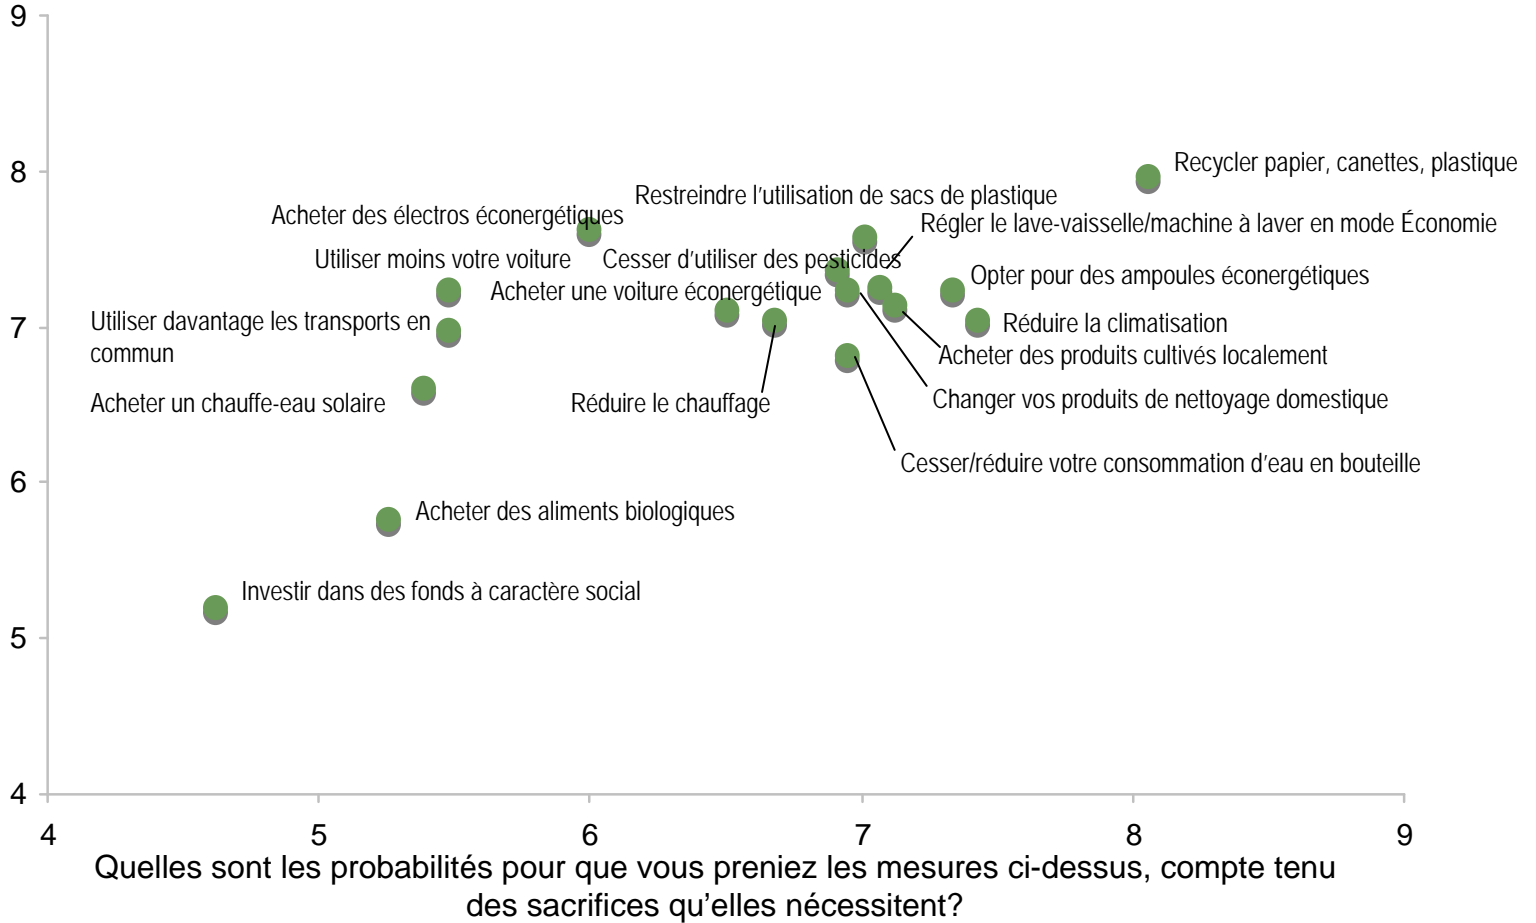 9
8
7
6
5
4
Recycler papier, canettes, plastique
Restreindre l’utilisation de sacs de plastique
Acheter des électros éconergétiques
Régler le lave-vaisselle/machine à laver en mode Économie
Utiliser moins votre voiture
Cesser d’utiliser des pesticides
Opter pour des ampoules éconergétiques
Acheter une voiture éconergétique
Utiliser davantage les transports en
commun
Réduire la climatisation
Acheter des produits cultivés localement
Acheter un chauffe-eau solaire
Réduire le chauffage
Changer vos produits de nettoyage domestique
Cesser/réduire votre consommation d’eau en bouteille
Acheter des aliments biologiques
Investir dans des fonds à caractère social
4 5 6 7 8 9
Quelles sont les probabilités pour que vous preniez les mesures ci-dessus, compte tenu
des sacrifices qu’elles nécessitent?